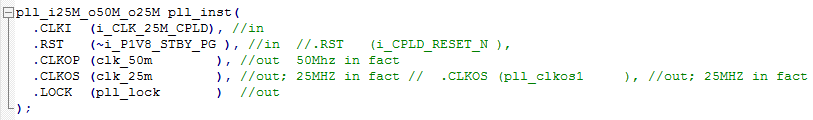 pll_i25M_o50M_o25M pll_inst(
.CLKI (i_CLK_25M_CPLD), //in
.RST (~i_P1V8_STBY_PG ), //in //.RST (i_CPLD_RESET_N ),
.CLKOP (clk_50m ), //out 50Mhz in fact
.CLKOS (clk_25m ), //out; 25MHZ in fact // .CLKOS (pll_clkos1 ), //out; 25MHZ in fact
.LOCK (pll_lock ) //out
);